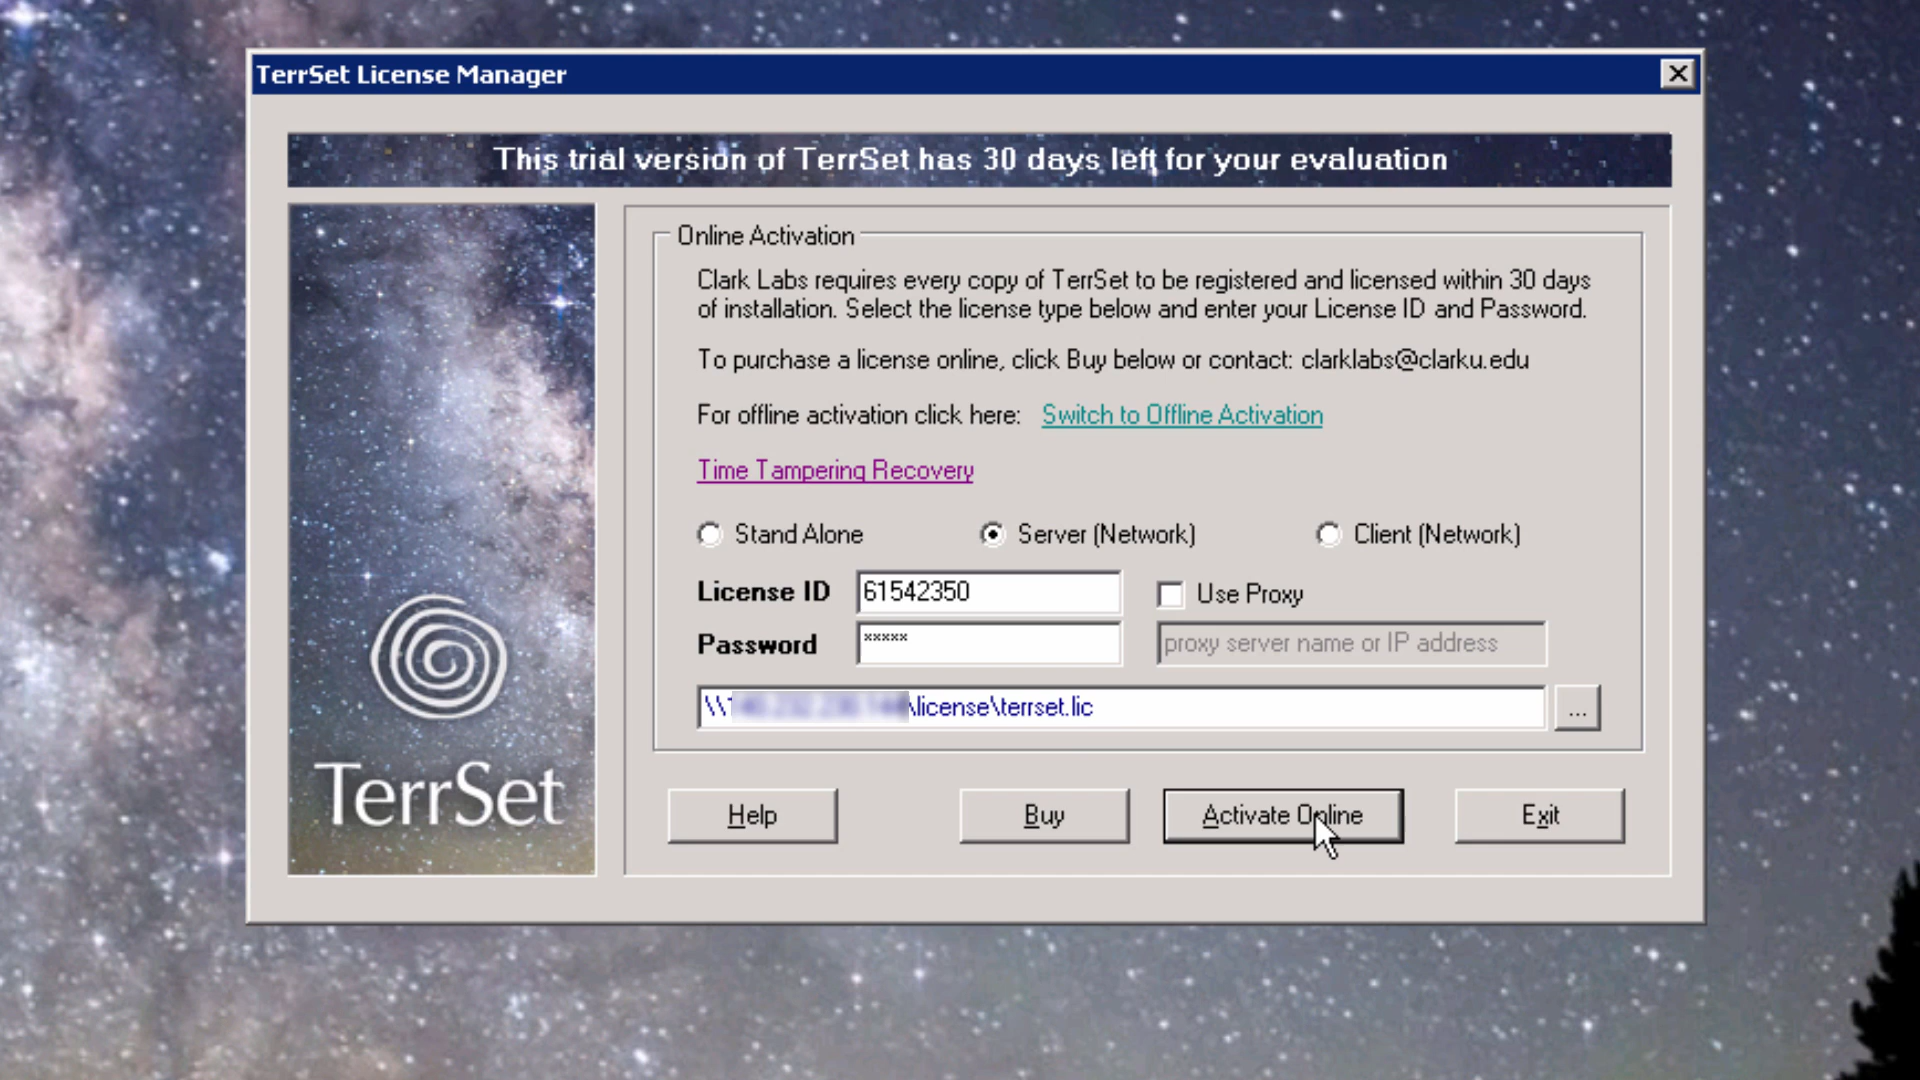 TerrSet License Manager
This trial version of TerrSet has 30 days left for your evaluation
Online Activation
Clark Labs requires every copy of TerrSet to be registered and licensed within 30 days
of installation. Select the license type below and enter your License ID and Password.
To purchase a license online, click Buy below or contact: clarklabs@clarku.edu
For offline activation click here: Switch to Offline Activation
Time Tampering Recovery
Stand Alone Server (Network) Client (Network)
License ID 61542350 Use Proxy
Password ***** proxy server name or IP address
\\ \license\terrset.lic ...
TerrSet
Help Buy Activate Online Exit